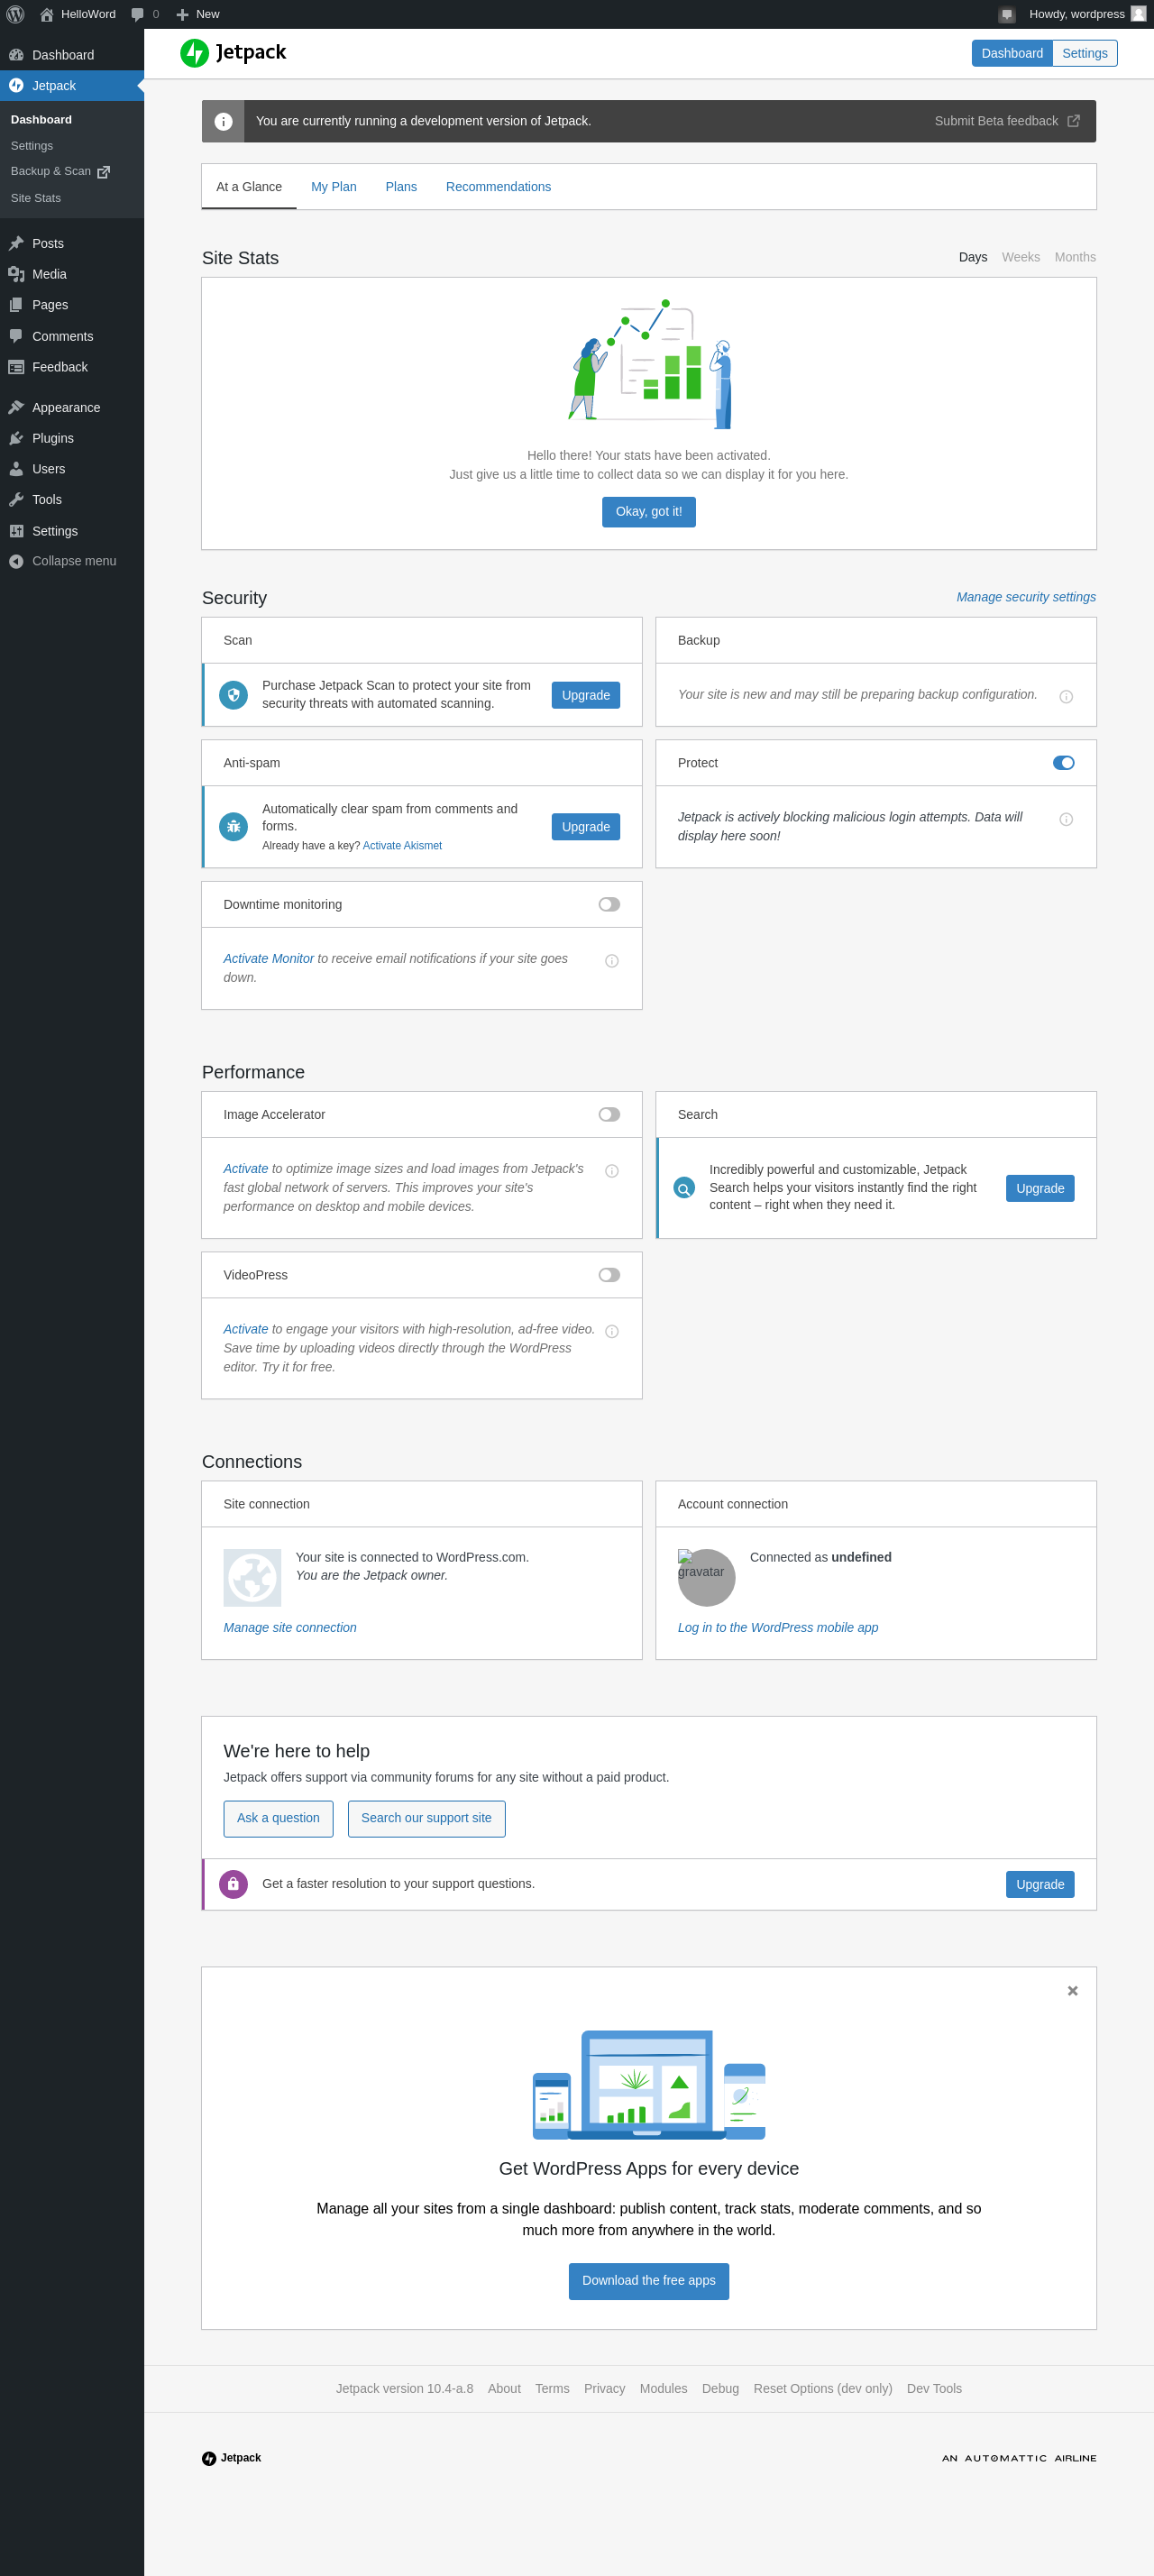 HelloWord
0
New
Howdy, wordpress
Dashboard
Jetpack
Dashboard
Settings
Backup & Scan
Site Stats
Posts
Media
Pages
Comments
Feedback
Appearance
Plugins
Users
Tools
Settings
Collapse menu
Jetpack
Dashboard
Settings
You are currently running a development version of Jetpack.
Submit Beta feedback
At a Glance
My Plan
Plans
Recommendations
Site Stats
Days
Weeks
Months
Hello there! Your stats have been activated.
Just give us a little time to collect data so we can display it for you here.
Okay, got it!
Security
Manage security settings
Scan
Purchase Jetpack Scan to protect your site from
security threats with automated scanning.
Upgrade
Backup
Your site is new and may still be preparing backup configuration.
Anti-spam
Automatically clear spam from comments and
forms.
Already have a key? Activate Akismet
Upgrade
Protect
Jetpack is actively blocking malicious login attempts. Data will
display here soon!
Downtime monitoring
Activate Monitor to receive email notifications if your site goes
down.
Performance
Image Accelerator
Activate to optimize image sizes and load images from Jetpack's
fast global network of servers. This improves your site's
performance on desktop and mobile devices.
Search
Incredibly powerful and customizable, Jetpack
Search helps your visitors instantly find the right
content – right when they need it.
Upgrade
VideoPress
Activate to engage your visitors with high-resolution, ad-free video.
Save time by uploading videos directly through the WordPress
editor. Try it for free.
Connections
Site connection
Your site is connected to WordPress.com.
You are the Jetpack owner.
Manage site connection
Account connection
gravatar
Connected as undefined
Log in to the WordPress mobile app
We're here to help
Jetpack offers support via community forums for any site without a paid product.
Ask a question
Search our support site
Get a faster resolution to your support questions.
Upgrade
Get WordPress Apps for every device
Manage all your sites from a single dashboard: publish content, track stats, moderate comments, and so
much more from anywhere in the world.
Download the free apps
Jetpack version 10.4-a.8
About
Terms
Privacy
Modules
Debug
Reset Options (dev only)
Dev Tools
Jetpack
AN AUTOMATTIC AIRLINE